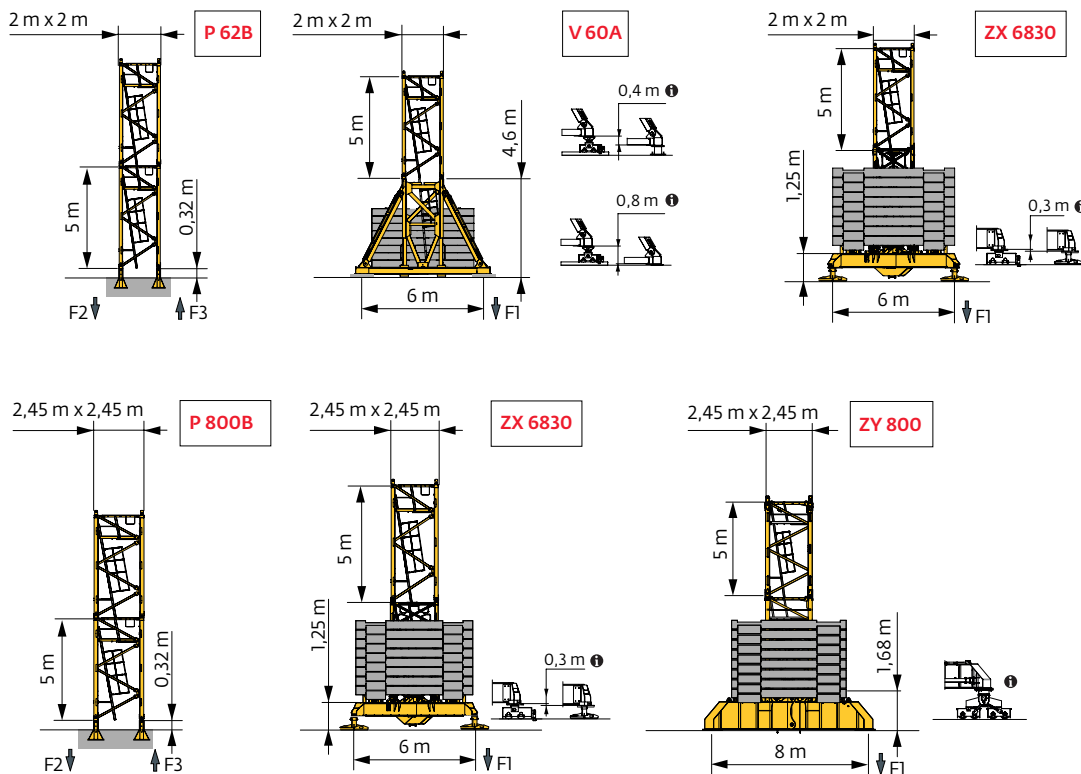 2 m x 2 m
P 62B
5 m
0,32 m
F2
F3
V 60A
5 m
4,6 m
0,4 m i
0,8 m i
6 m
F1
2 m x 2 m
ZX 6830
5 m
1,25 m
0,3 m i
6 m
F1
2,45 m x 2,45 m
P 800B
5 m
0,32 m
F2
F3
2,45 m x 2,45 m
ZX 6830
5 m
1,25 m
0,3 m i
6 m
F1
2,45 m x 2,45 m
ZY 800
5 m
1,68 m
i
8 m
F1
2 m x 2 m